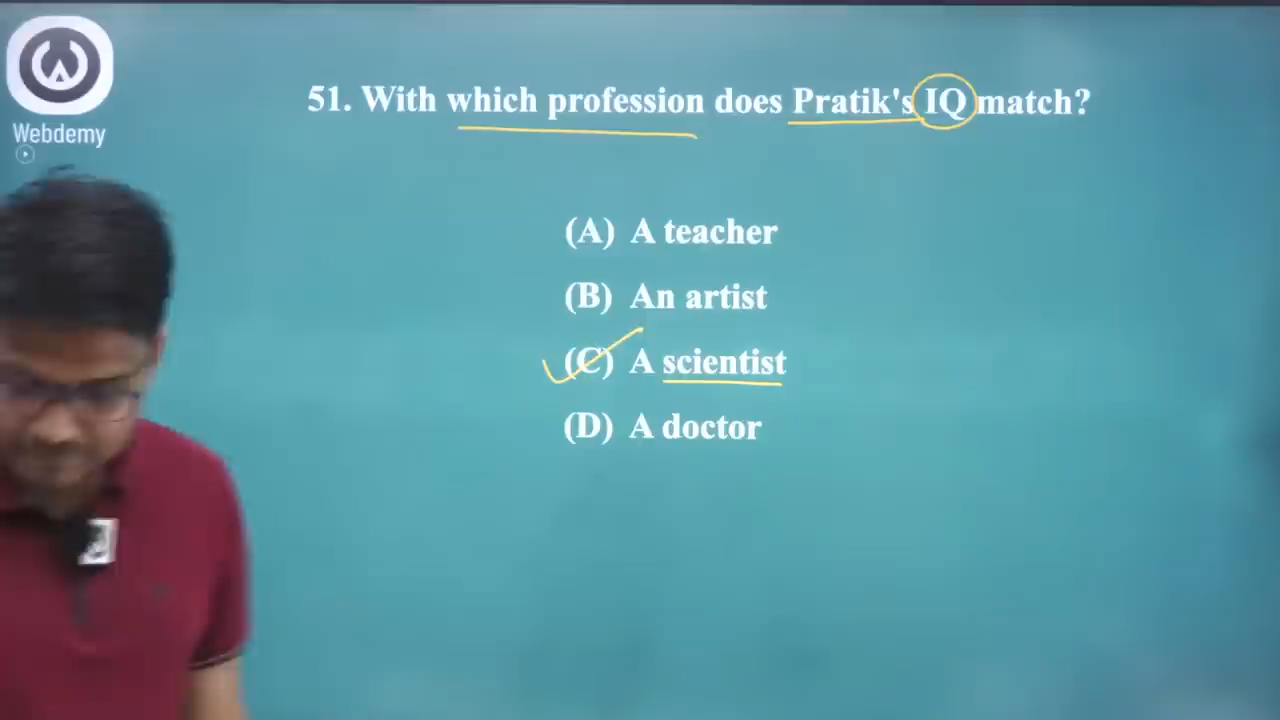 Webdemy
51. With which profession does Pratik's IQ match?
(A) A teacher
(B) An artist
(C) A scientist
(D) A doctor